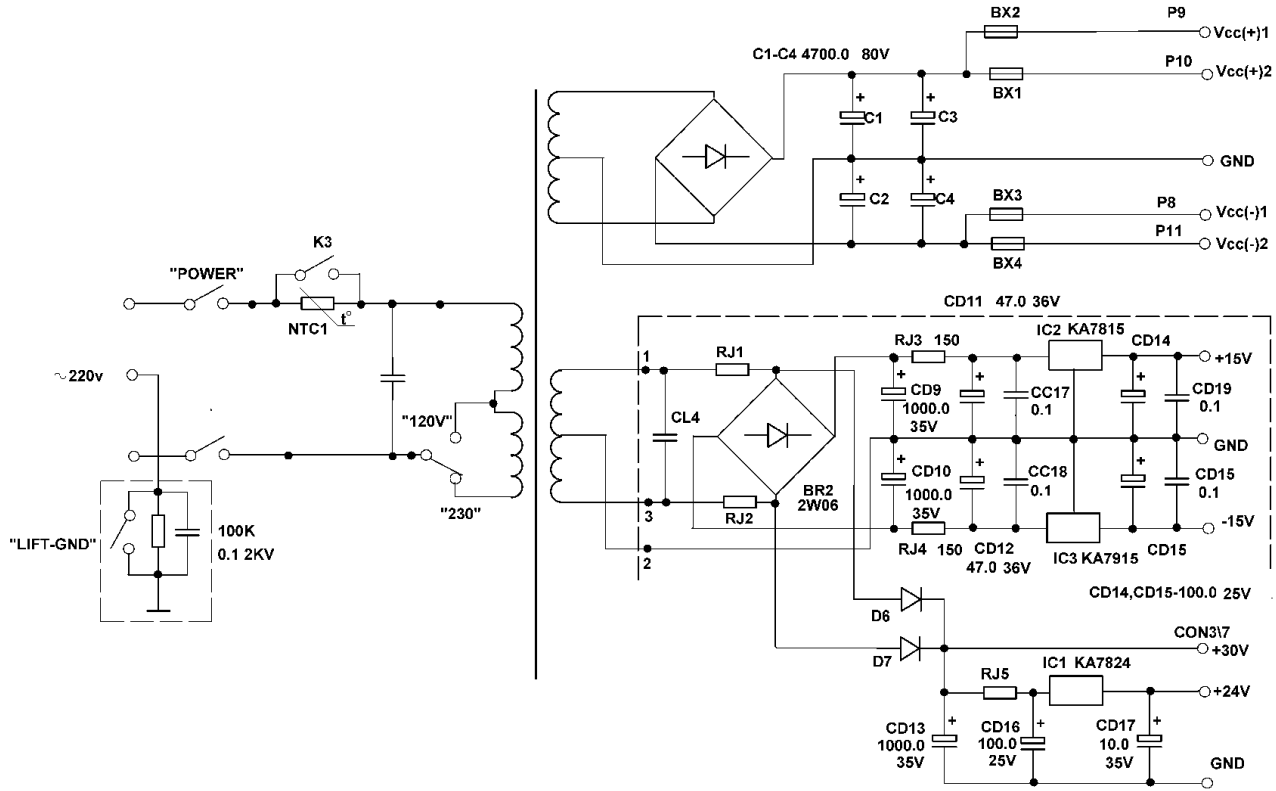 BX2
P9
Vcc(+)1
C1-C4 4700.0 80V
P10
Vcc(+)2
BX1
+
+
C1
C3
GND
+
+
C2
C4
BX3
P8
Vcc(-)1
P11
Vcc(-)2
BX4
K3
"POWER"
NTC1
t°
~220v
"120V"
"230"
"LIFT-GND"
100K
0.1 2KV
CD11 47.0 36V
1
RJ1
RJ3 150
IC2 KA7815
CD14
+15V
CL4
+
CD9
1000.0
35V
+
CC17
0.1
+
CD19
0.1
GND
+
CD10
1000.0
35V
+
CC18
0.1
+
CD15
0.1
BR2
2W06
3
RJ2
RJ4 150
CD12
47.0 36V
IC3 KA7915
CD15
-15V
2
CD14,CD15-100.0 25V
D6
D7
CON3\7
+30V
RJ5
IC1 KA7824
+24V
CD13
1000.0
35V
+
CD16
100.0
25V
+
CD17
10.0
35V
+
GND